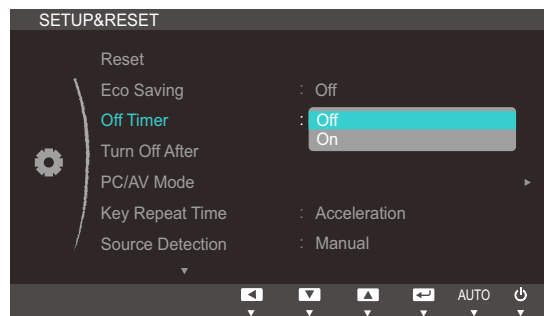 SETUP&RESET
Reset
Eco Saving : Off
Off Timer : Off
On
Turn Off After
PC/AV Mode
Key Repeat Time : Acceleration
Source Detection : Manual
AUTO